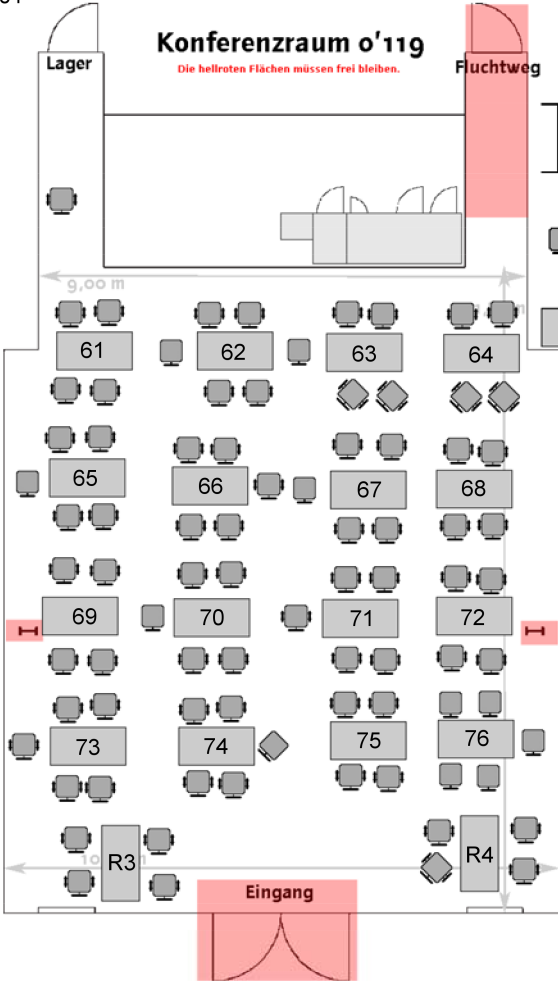 Konferenzraum o'119
Lager
Die hellroten Flächen müssen frei bleiben.
Fluchtweg
9,00 m
61
62
63
64
65
66
67
68
69
70
71
72
73
74
75
76
R3
R4
Eingang